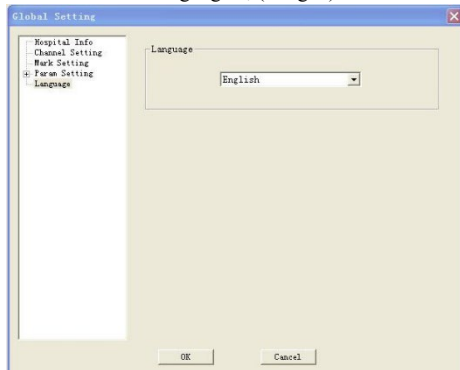 Global Setting
Hospital Info
Channel Setting
Mark Setting
Param Setting
Language
Language
English
OK
Cancel